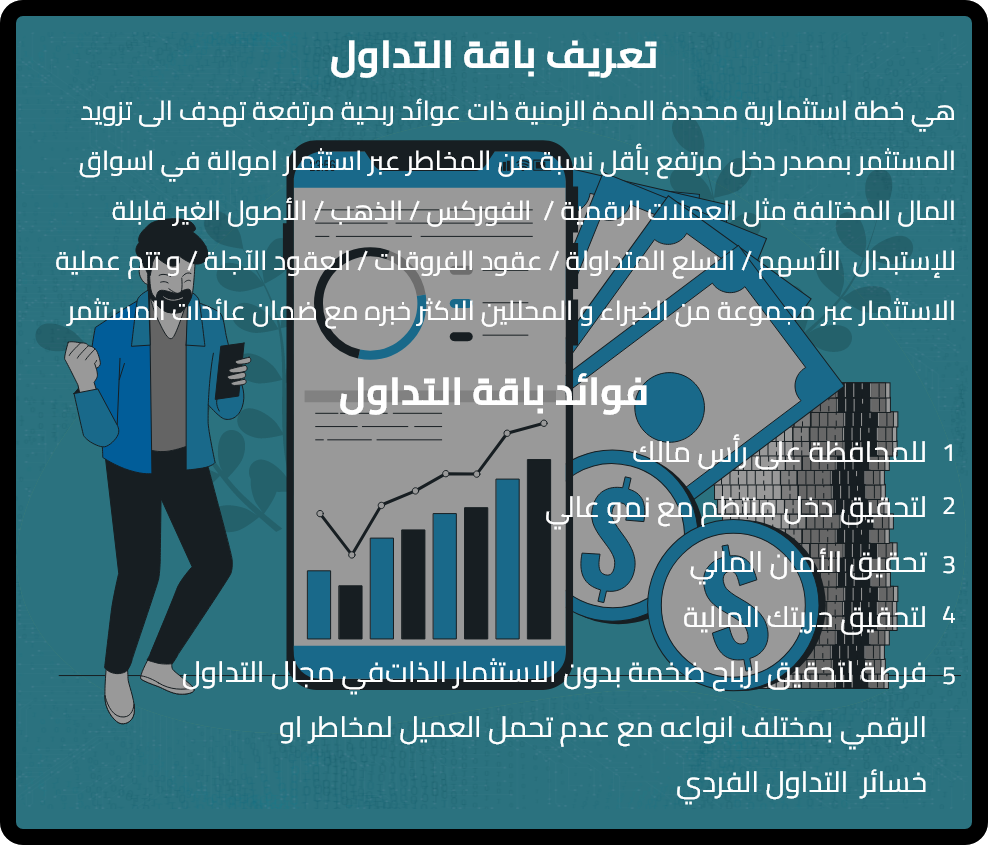 تعريف باقة التداول
هي خطة استثمارية محددة المدة الزمنية ذات عوائد ربحية مرتفعة تهدف الى تزويد
المستثمر بمصدر دخل مرتفع بأقل نسبة من المخاطر عبر استثمار اموالة في اسواق
المال المختلفة مثل العملات الرقمية / الفوركس / الذهب / الأصول الغير قابلة
للإستبدال الأسهم / السلع المتداولة / عقود الفروقات / العقود الآجلة / و تتم عملية
الاستثمار عبر مجموعة من الخبراء و المحللين الاكثر خبره مع ضمان عائدات المستثمر
فوائد باقة التداول
1 للمحافظة على رأس مالك
2 لتحقيق دخل منتظم مع نمو عالي
3 تحقيق الأمان المالي
4 لتحقيق حريتك المالية
5 فرصة لتحقيق ارباح ضخمة بدون الاستثمار الذات‌في مجال التداول
الرقمي بمختلف انواعه مع عدم تحمل العميل لمخاطر او
خسائر التداول الفردي